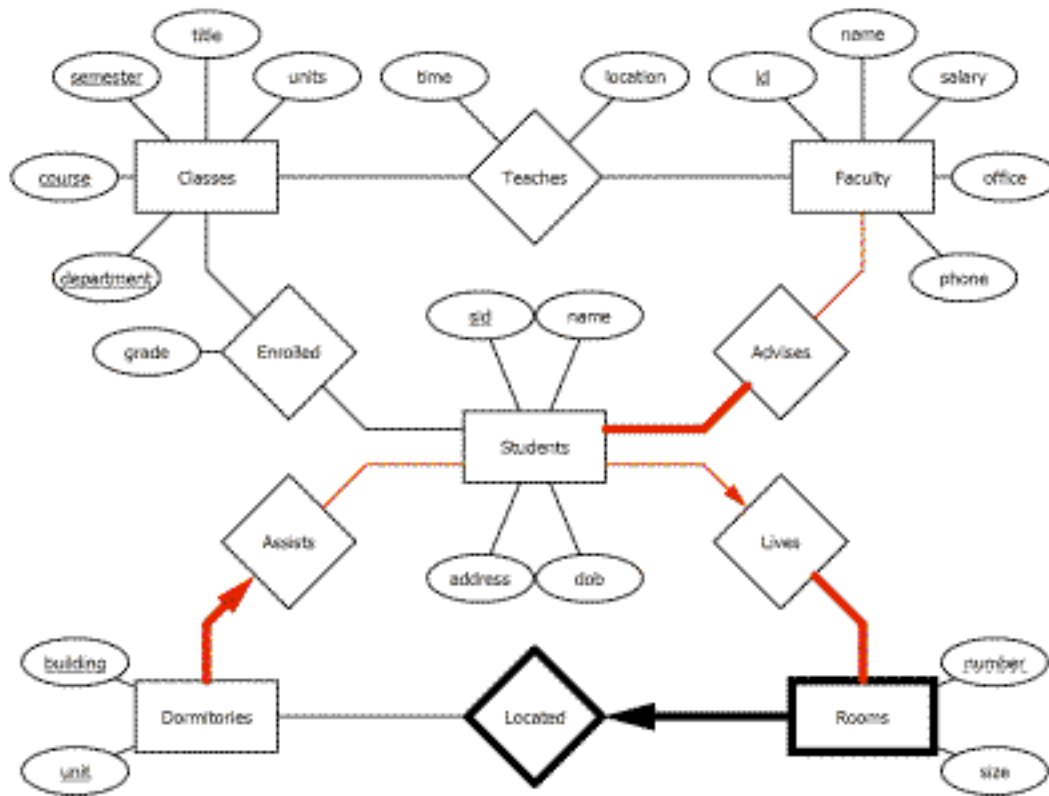 title
name
semester
units
time
location
id
salary
course
Classes
Teaches
Faculty
office
department
phone
sid
name
grade
Enrolled
Advises
Students
Assists
Lives
address
dob
building
number
Dormitories
Located
Rooms
unit
size